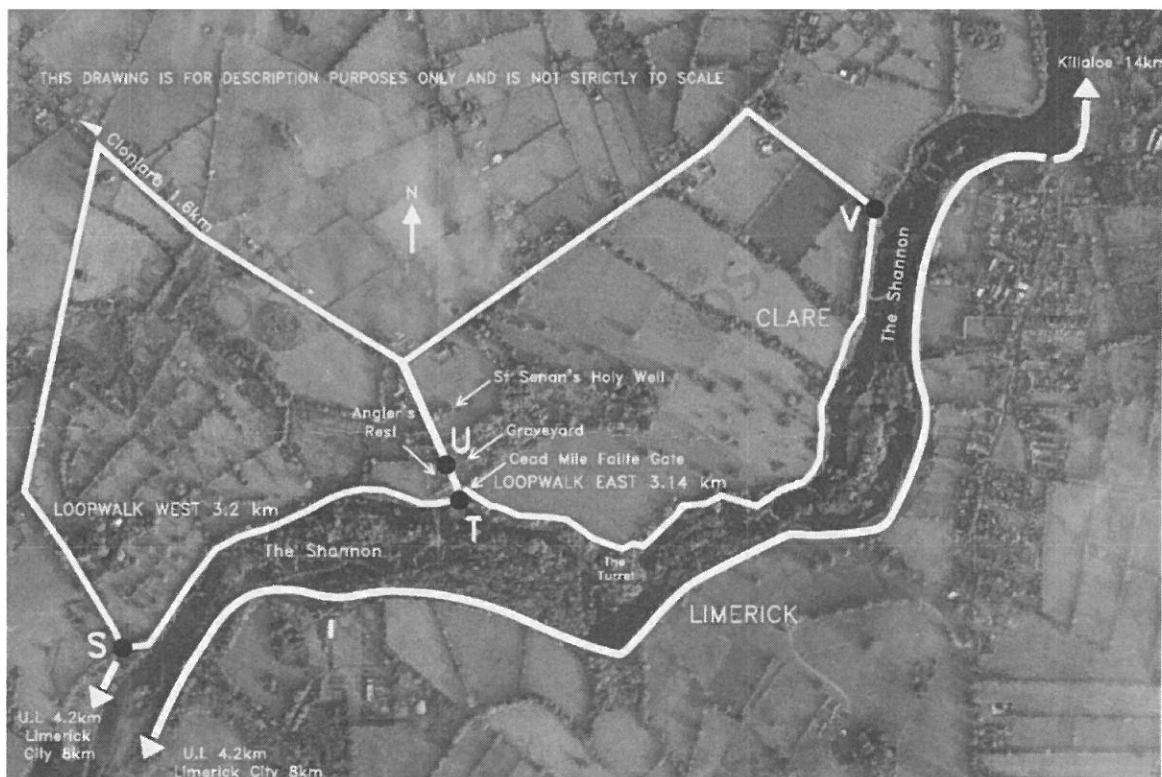 THIS DRAWING IS FOR DESCRIPTION PURPOSES ONLY AND IS NOT STRICTLY TO SCALE
Killaloe 14km
Clonlara 1.6km
N
V
The Shannon
CLARE
St Senan's Holy Well
Angler's
Rest
U
Graveyard
Cead Mile Failte Gate
LOOPWALK EAST 3.14 km
LOOPWALK WEST 3.2 km
T
The Shannon
The
Turret
LIMERICK
S
U.L 4.2km
Limerick
City 8km
U.L 4.2km
Limerick City 8km